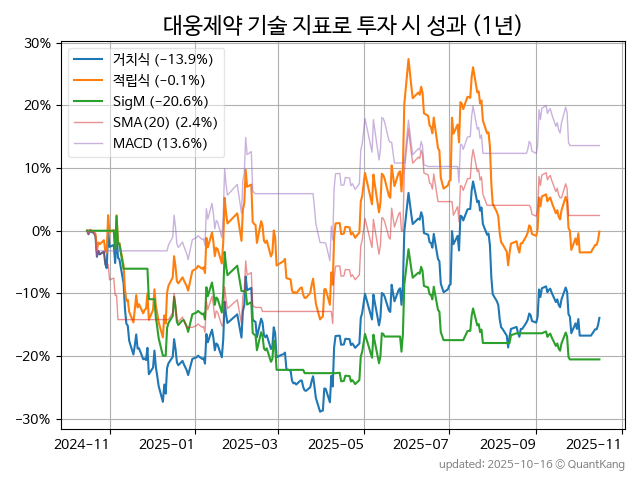 대웅제약 기술 지표로 투자 시 성과 (1년)
거치식 (−13.9%)
적립식 (−0.1%)
SigM (−20.6%)
SMA(20) (2.4%)
MACD (13.6%)
30%
20%
10%
0%
−10%
−20%
−30%
2024-11
2025-01
2025-03
2025-05
2025-07
2025-09
2025-11
updated: 2025-10-16 © QuantKang